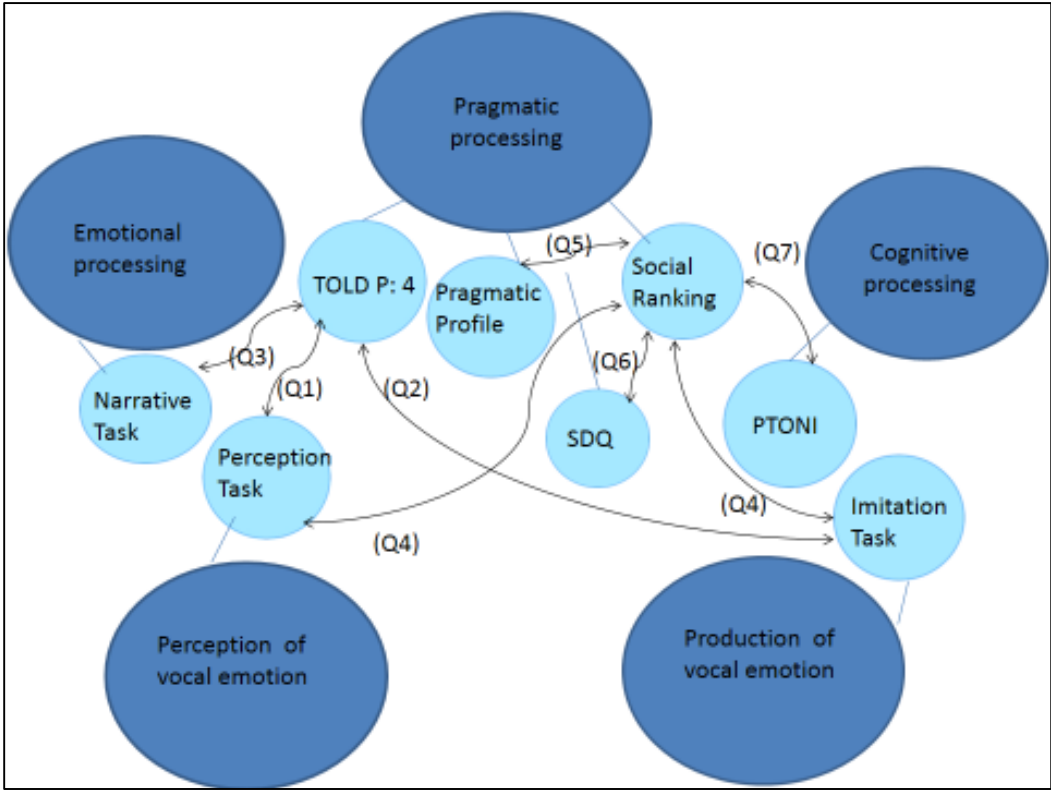 Pragmatic
processing
Emotional
processing
TOLD P: 4
Pragmatic
Profile
(Q5)
Social
Ranking
(Q7)
Cognitive
processing
(Q3)
(Q1)
(Q2)
(Q6)
Narrative
Task
Perception
Task
SDQ
PTONI
(Q4)
(Q4)
Imitation
Task
Perception of
vocal emotion
Production of
vocal emotion